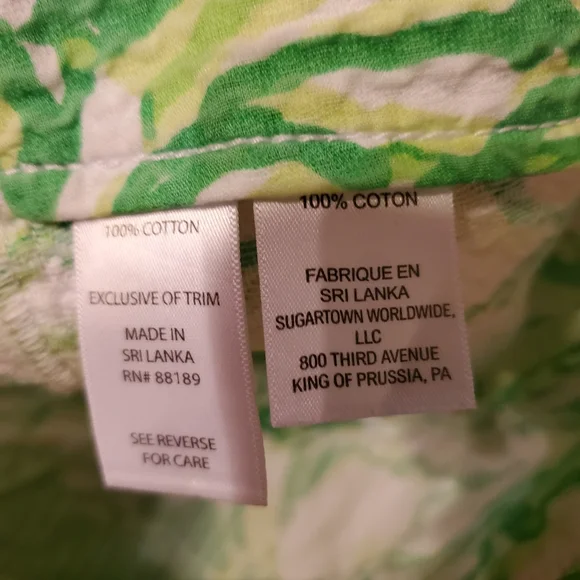 100% COTTON
EXCLUSIVE OF TRIM
MADE IN
SRI LANKA
RN# 88189
SEE REVERSE
FOR CARE
100% COTON
FABRIQUE EN
SRI LANKA
SUGARTOWN WORLDWIDE,
LLC
800 THIRD AVENUE
KING OF PRUSSIA, PA